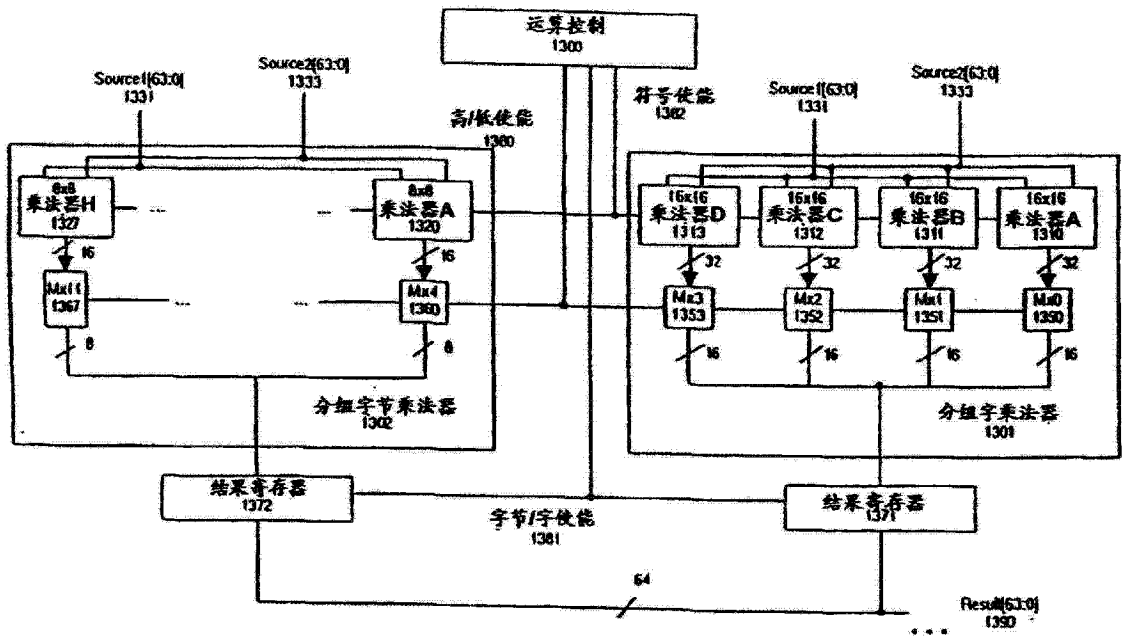 运算控制
1300
Source1[63:0]
1331
Source2[63:0]
1333
高/低使能
1380
符号使能
1382
Source1[63:0]
1331
Source2[63:0]
1333
8x8
乘法器H
1327
...
...
8x8
乘法器A
1320
16x16
乘法器D
1313
16x16
乘法器C
1312
16x16
乘法器B
1311
16x16
乘法器A
1310
16
16
32
32
32
32
Mx11
1367
...
...
Mx4
1360
Mx3
1353
Mx2
1352
Mx1
1351
Mx0
1350
8
8
16
16
16
16
分组字节乘法器
1302
分组字乘法器
1301
结果寄存器
1372
字节/字使能
1381
结果寄存器
1371
64
Result[63:0]
1390
...